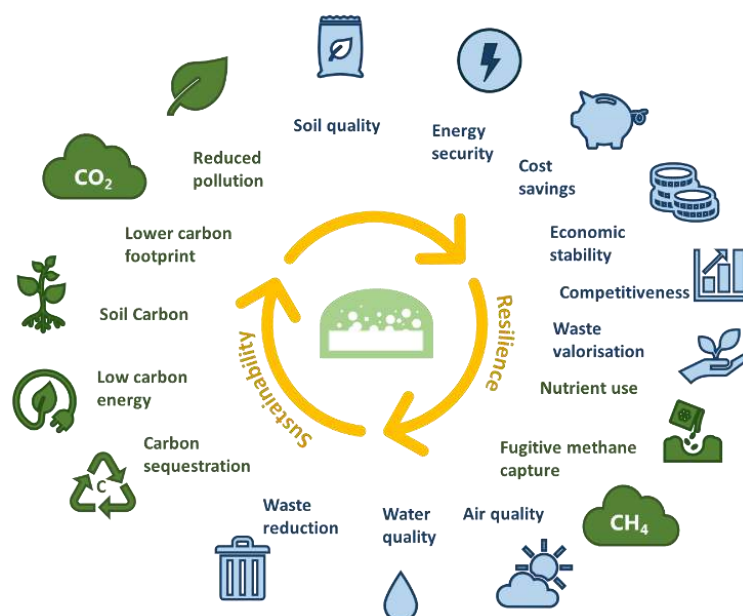 Soil quality
Energy
security
Reduced
pollution
Cost
savings
CO₂
Lower carbon
footprint
Economic
stability
Soil Carbon
Competitiveness
Waste
valorisation
Resilience
Sustainability
Low carbon
energy
Nutrient use
Carbon
sequestration
C
Fugitive methane
capture
CH₄
Waste
reduction
Water
quality
Air quality